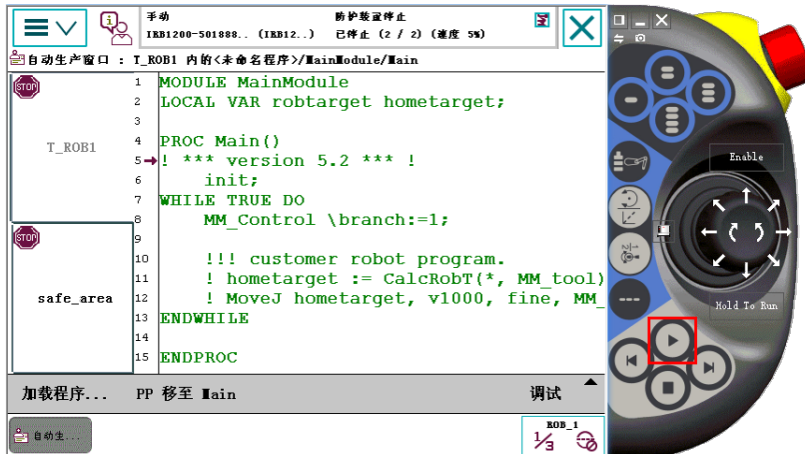 手动
防护装置停止
IRB1200-501888.. (IRB12..)
已停止 (2 / 2) (速度 5%)
自动生产窗口 : T_ROB1 内的<未命名程序>/MainModule/Main
STOP
T_ROB1
STOP
safe_area
1 MODULE MainModule
2 LOCAL VAR robtarget hometarget;
3
4 PROC Main()
5 ! *** version 5.2 *** !
6 init;
7 WHILE TRUE DO
8 MM_Control \branch:=1;
9
10 !!! customer robot program.
11 ! hometarget := CalcRobT(*, MM_tool)
12 ! MoveJ hometarget, v1000, fine, MM_
13 ENDWHILE
14
15 ENDPROC
加载程序... PP 移至 Main 调试
自动生...
ROB_1
1/3
Enable
Hold To Run